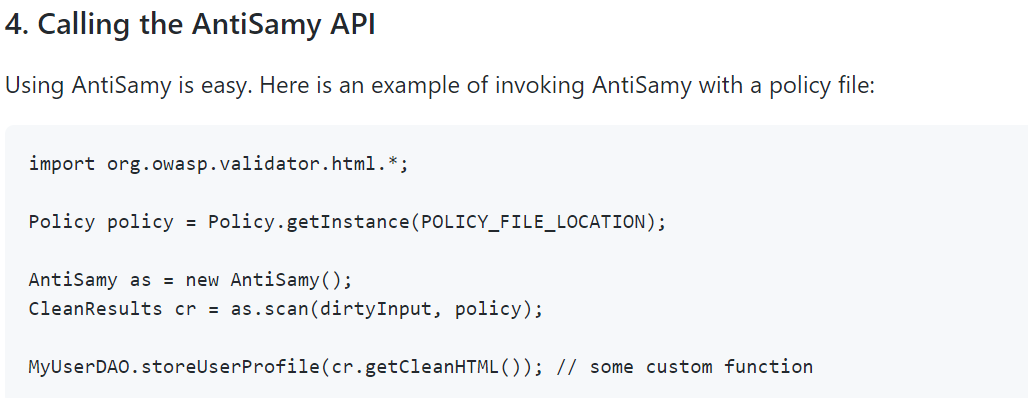 4. Calling the AntiSamy API
Using AntiSamy is easy. Here is an example of invoking AntiSamy with a policy file:
import org.owasp.validator.html.*;
Policy policy = Policy.getInstance(POLICY_FILE_LOCATION);
AntiSamy as = new AntiSamy();
CleanResults cr = as.scan(dirtyInput, policy);
MyUserDAO.storeUserProfile(cr.getCleanHTML()); // some custom function